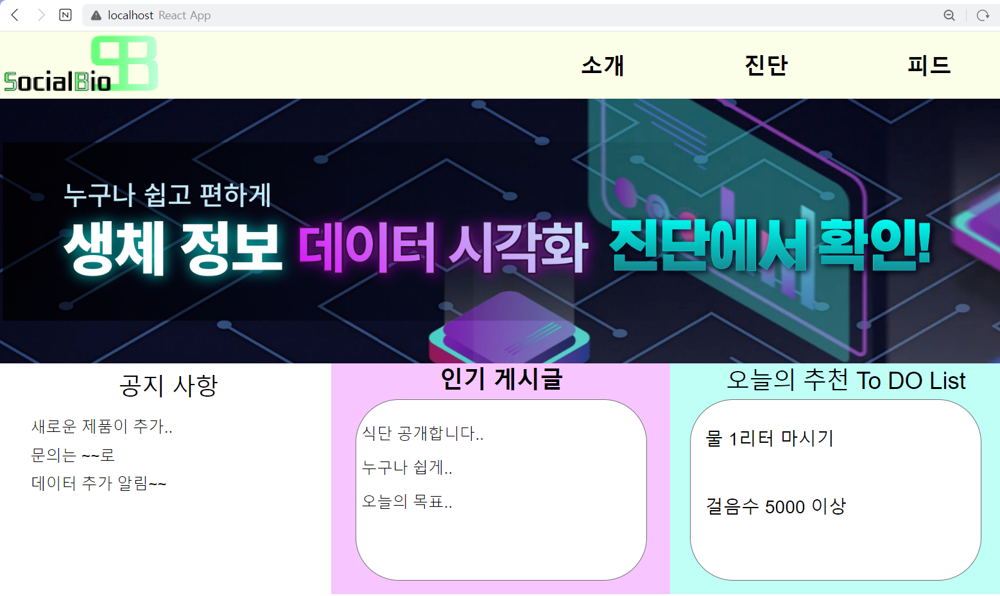 localhost React App
SB
SocialBio
소개 진단 피드
누구나 쉽고 편하게
생체 정보 데이터 시각화 진단에서 확인!
공지 사항
새로운 제품이 추가..
문의는 ~~로
데이터 추가 알림~~
인기 게시글
식단 공개합니다..
누구나 쉽게..
오늘의 목표..
오늘의 추천 To DO List
물 1리터 마시기
걸음수 5000 이상